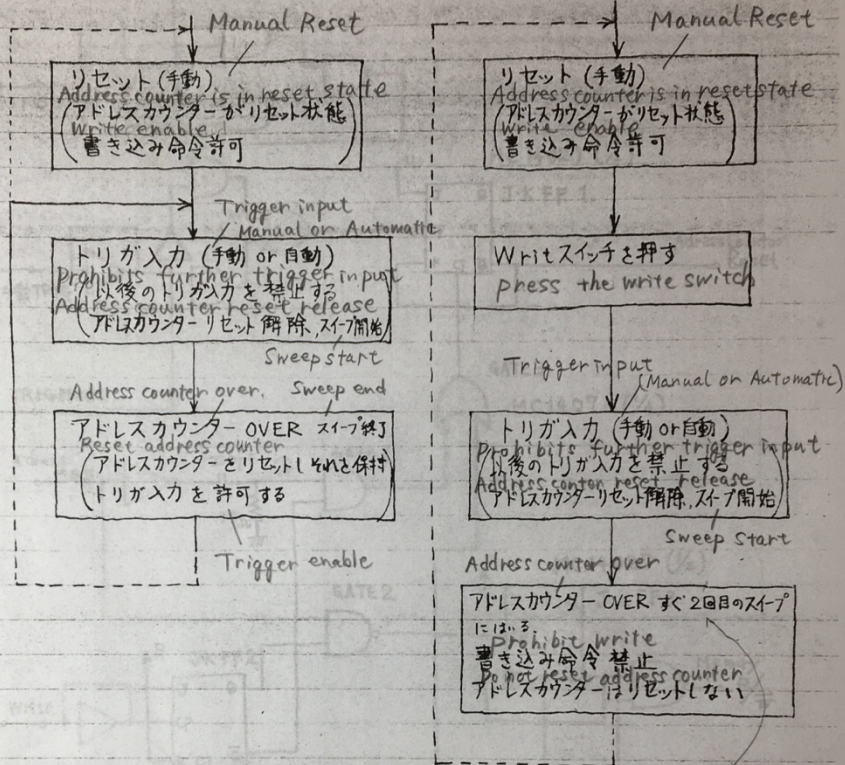 Manual Reset
リセット (手動)
Address counter is in reset state
(アドレスカウンターがリセット状態
Write enable
書き込み命令許可)
Trigger input
Manual or Automatic
トリガ入力 (手動 or 自動)
Prohibits further trigger input
(以後のトリガ入力を禁止する
Address counter reset release
アドレスカウンターリセット解除,スイープ開始)
Sweep start
Address counter over. Sweep end
アドレスカウンター OVER スイープ終了
Reset address counter
(アドレスカウンターをリセットしそれを保持
トリガ入力を許可する)
Trigger enable
Manual Reset
リセット (手動)
Address counter is in reset state
(アドレスカウンターがリセット状態
Write enable
書き込み命令許可)
J-K FF 1.
Writスイッチを押す
press the write switch
Reset
Trigger input
(Manual or Automatic)
トリガ入力 (手動 or 自動)
Prohibits further trigger input
(以後のトリガ入力を禁止する
Address conter reset release
アドレスカウンターリセット解除,スイープ開始)
Sweep Start
Address counter over
アドレスカウンター OVER すぐ2回目のスイープ
にはいる.
Prohibit write
書き込み命令 禁止
Do not reset address counter
アドレスカウンターはリセットしない
GATE2